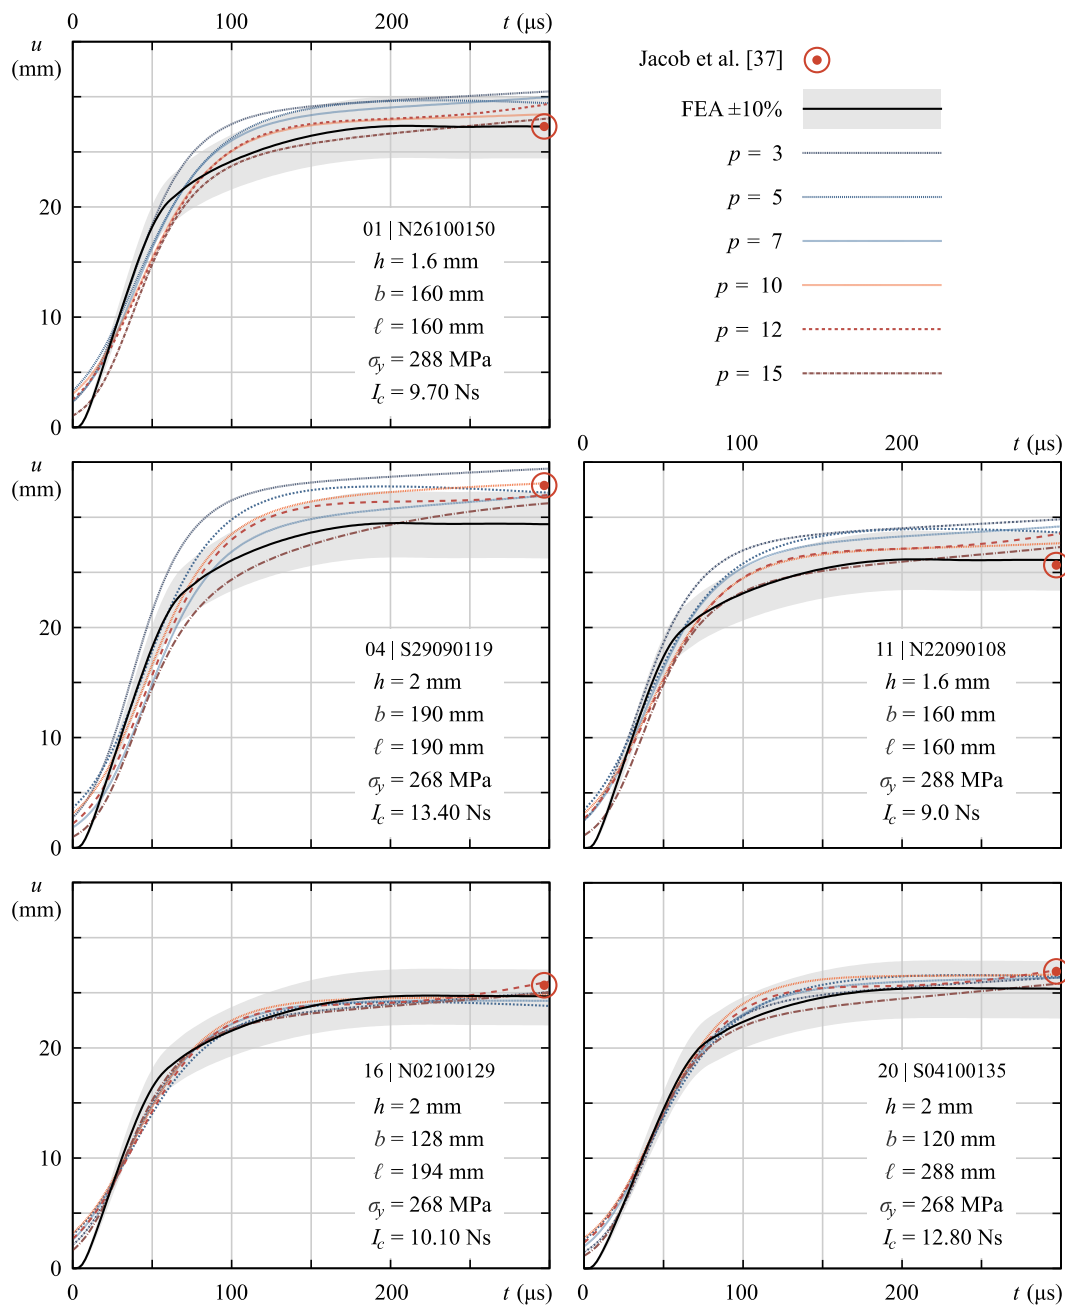 0 100 200 t (μs)
u
(mm)
20
10
0
01 | N26100150
h = 1.6 mm
b = 160 mm
ℓ = 160 mm
σy = 288 MPa
Ic = 9.70 Ns
Jacob et al. [37]
FEA ±10%
p = 3
p = 5
p = 7
p = 10
p = 12
p = 15
u
(mm)
20
10
0
04 | S29090119
h = 2 mm
b = 190 mm
ℓ = 190 mm
σy = 268 MPa
Ic = 13.40 Ns
0 100 200 t (μs)
20
10
0
11 | N22090108
h = 1.6 mm
b = 160 mm
ℓ = 160 mm
σy = 288 MPa
Ic = 9.0 Ns
u
(mm)
20
10
0
16 | N02100129
h = 2 mm
b = 128 mm
ℓ = 194 mm
σy = 268 MPa
Ic = 10.10 Ns
0 100 200 t (μs)
20 | S04100135
h = 2 mm
b = 120 mm
ℓ = 288 mm
σy = 268 MPa
Ic = 12.80 Ns
0 100 200 t (μs)